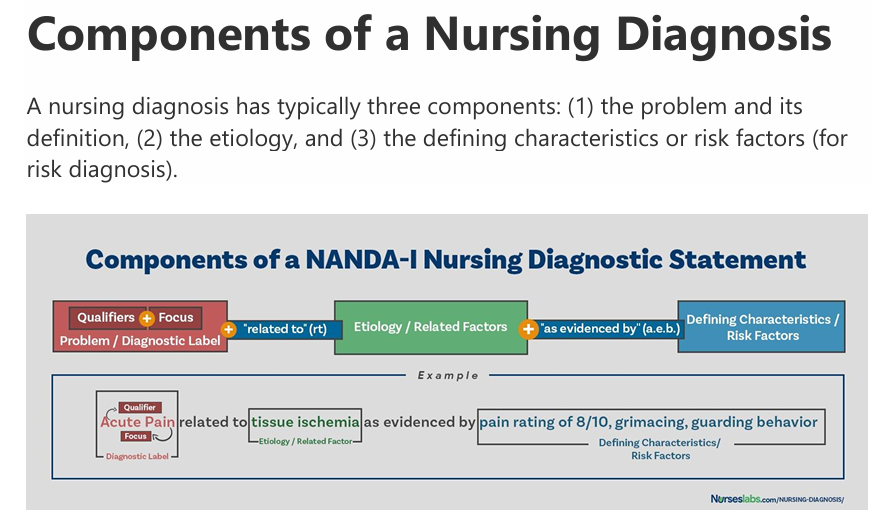 Components of a Nursing Diagnosis
A nursing diagnosis has typically three components: (1) the problem and its
definition, (2) the etiology, and (3) the defining characteristics or risk factors (for
risk diagnosis).
Components of a NANDA-I Nursing Diagnostic Statement
Qualifiers + Focus
Problem / Diagnostic Label
+ "related to" (rt)
Etiology / Related Factors
+ "as evidenced by" (a.e.b.)
Defining Characteristics /
Risk Factors
Example
Qualifier
Acute Pain related to tissue ischemia as evidenced by pain rating of 8/10, grimacing, guarding behavior
Focus
Diagnostic Label
Etiology / Related Factor
Defining Characteristics/
Risk Factors
Nurseslabs.com/NURSING-DIAGNOSIS/